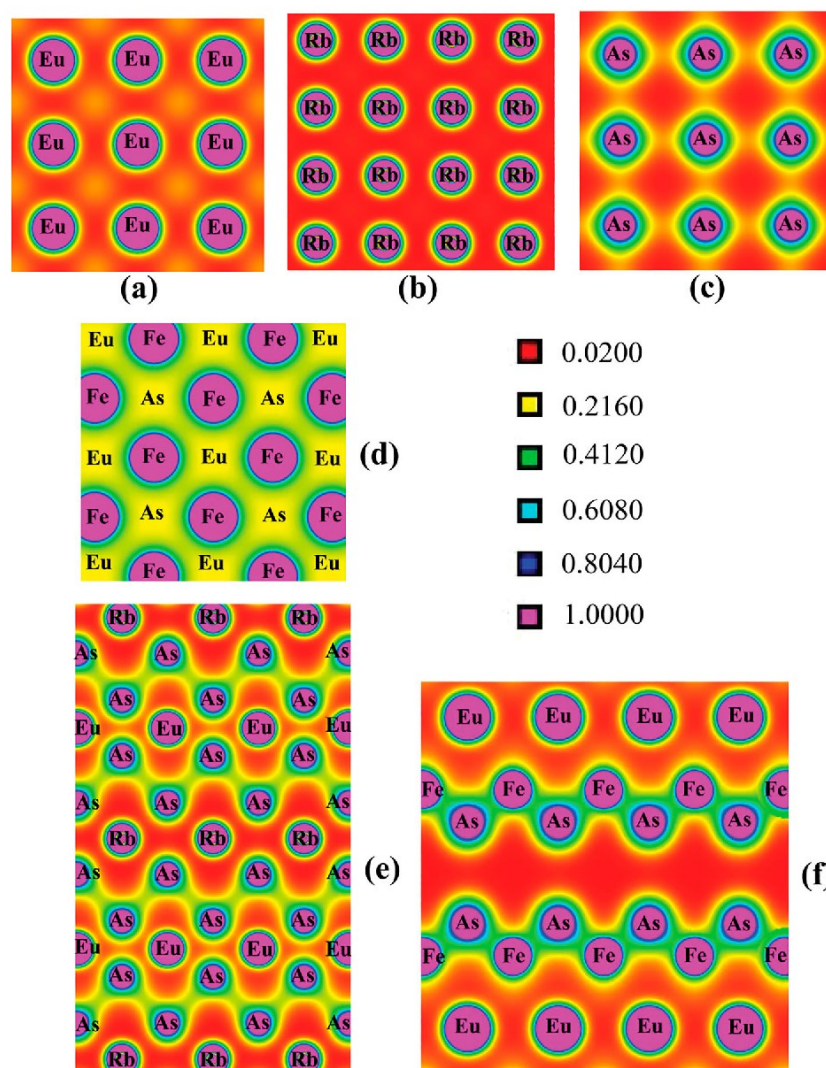 Eu Eu Eu
Eu Eu Eu
Eu Eu Eu
(a)
Rb Rb Rb Rb
Rb Rb Rb Rb
Rb Rb Rb Rb
Rb Rb Rb Rb
(b)
As As As
As As As
As As As
(c)
Eu Fe Eu Fe Eu
Fe As Fe As Fe
Eu Fe Eu Fe Eu
Fe As Fe As Fe
Eu Fe Eu Fe Eu
(d)
0.0200
0.2160
0.4120
0.6080
0.8040
1.0000
Rb Rb Rb
As As As As
As As As
Eu Eu Eu Eu
As As As
As As As As
Rb Rb Rb
As As As As
As As As
Eu Eu Eu Eu
As As As
As As As As
Rb Rb Rb
(e)
Eu Eu Eu Eu
Fe Fe Fe Fe Fe
As As As As
As As As As
Fe Fe Fe Fe Fe
Eu Eu Eu Eu
(f)